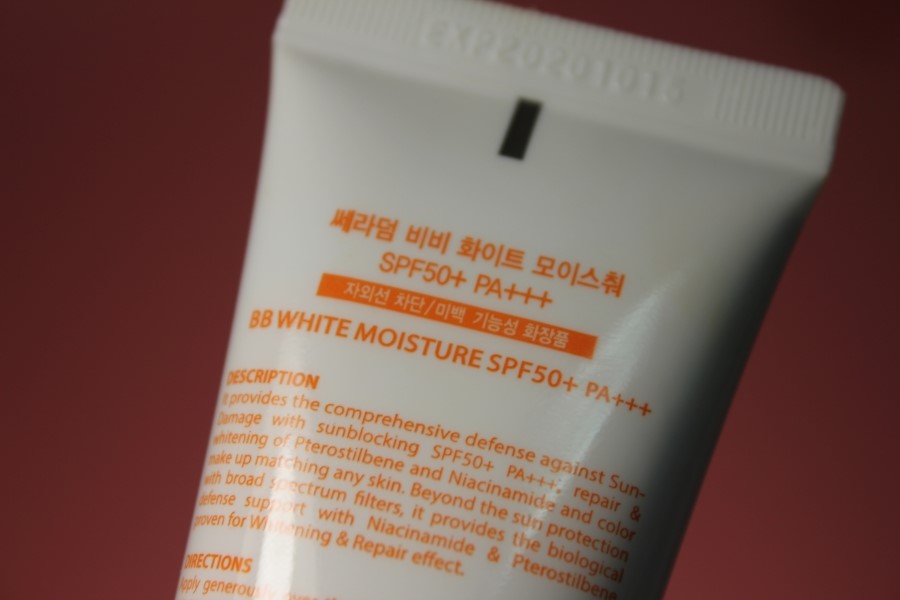 EXP20201015
쎄라덤 비비 화이트 모이스춰
SPF50+ PA+++
자외선 차단/미백 기능성 화장품
BB WHITE MOISTURE SPF50+ PA+++
DESCRIPTION
It provides the comprehensive defense against Sun-
Damage with sunblocking SPF50+ PA+++, repair &
whitening of Pterostilbene and Niacinamide and color
make up matching any skin. Beyond the sun protection
with broad spectrum filters, it provides the biological
defense support with Niacinamide & Pterostilbene
proven for Whitening & Repair effect.
DIRECTIONS
Apply generously